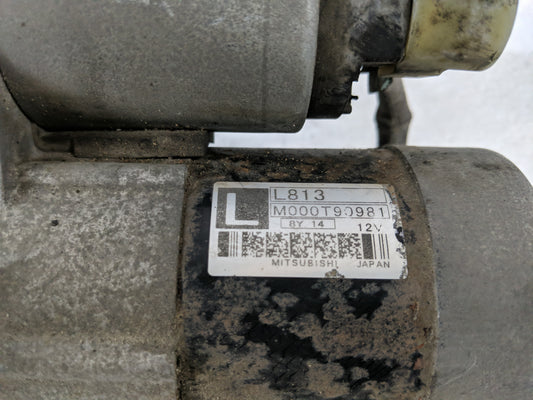 L
L813
M000T90981
8Y 14 12V
MITSUBISHI JAPAN